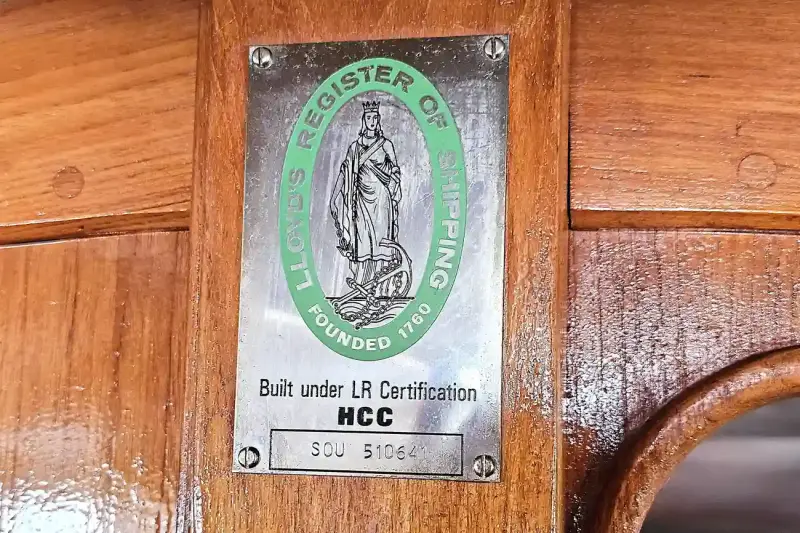 LLOYD'S REGISTER OF SHIPPING
FOUNDED 1760
Built under LR Certification
HCC
SOU 510641